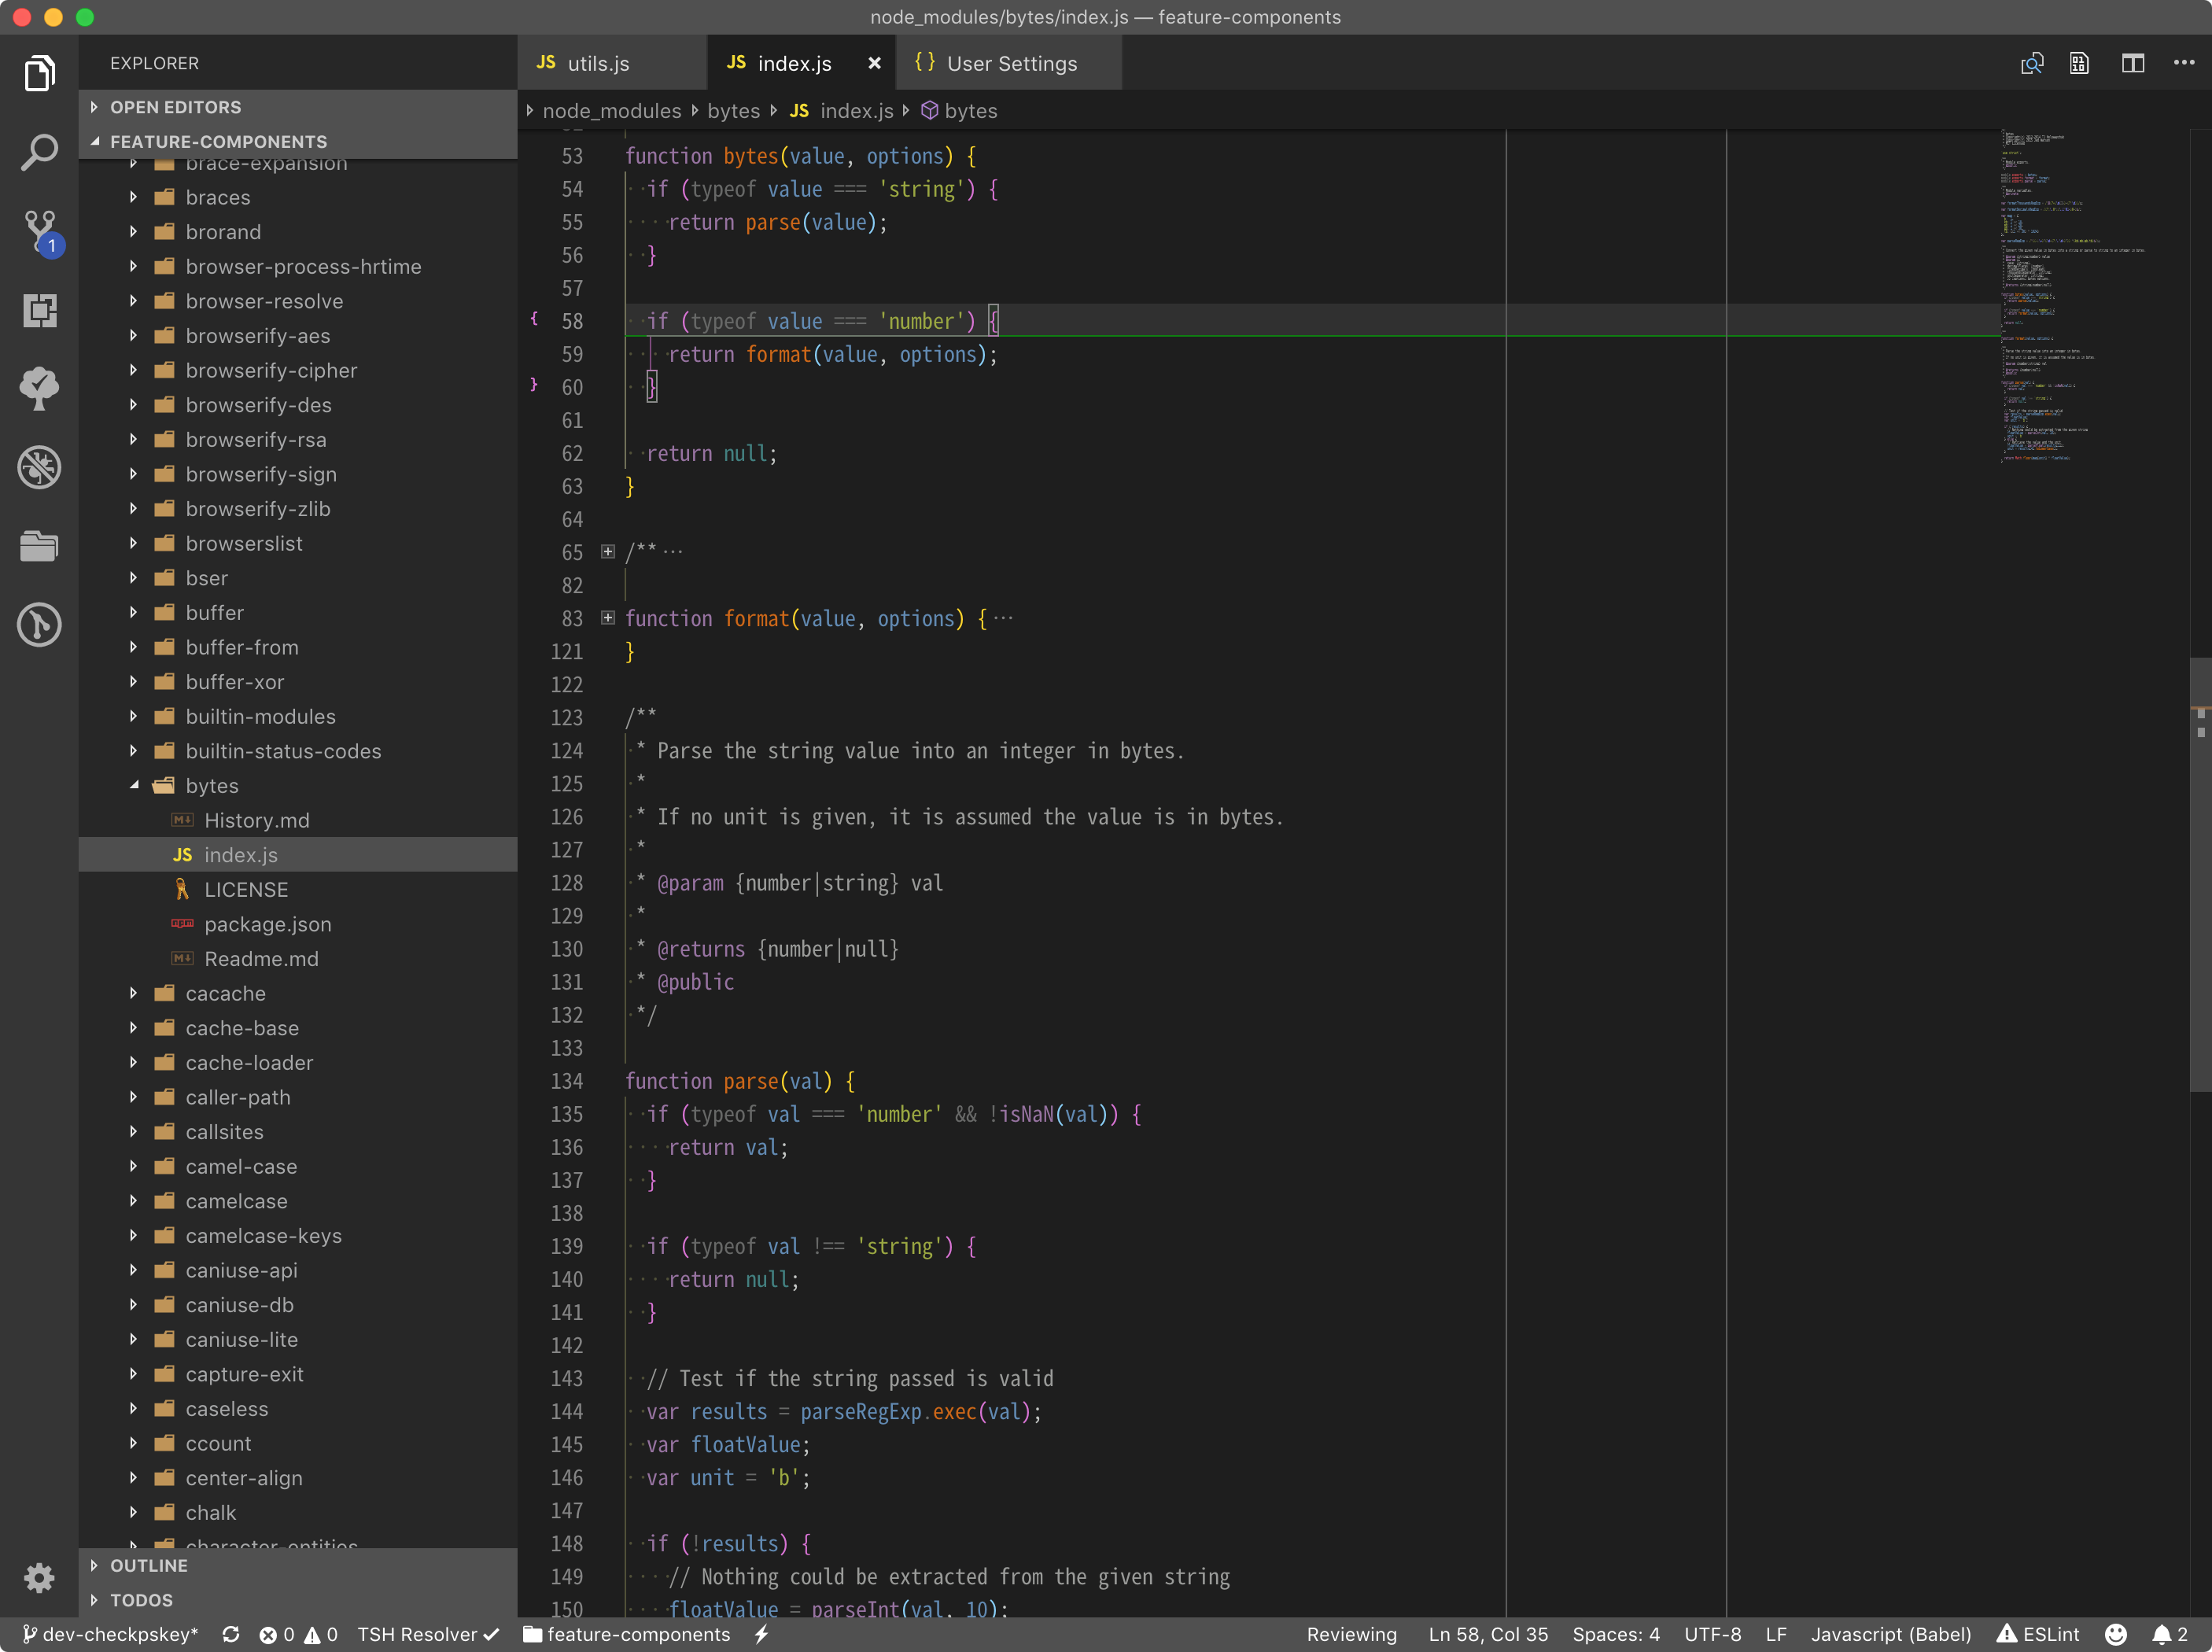 node_modules/bytes/index.js — feature-components
EXPLORER
OPEN EDITORS
FEATURE-COMPONENTS
brace-expansion
braces
brorand
browser-process-hrtime
browser-resolve
browserify-aes
browserify-cipher
browserify-des
browserify-rsa
browserify-sign
browserify-zlib
browserslist
bser
buffer
buffer-from
buffer-xor
builtin-modules
builtin-status-codes
bytes
M↓ History.md
JS index.js
LICENSE
npm package.json
M↓ Readme.md
cacache
cache-base
cache-loader
caller-path
callsites
camel-case
camelcase
camelcase-keys
caniuse-api
caniuse-db
caniuse-lite
capture-exit
caseless
ccount
center-align
chalk
character-entities
OUTLINE
TODOS
1
JS utils.js
JS index.js ×
{} User Settings
node_modules bytes JS index.js bytes
53 function bytes(value, options) {
54 if (typeof value === 'string') {
55 return parse(value);
56 }
57
{ 58 if (typeof value === 'number') {
59 return format(value, options);
} 60 }
61
62 return null;
63 }
64
65 /** ···
82
83 function format(value, options) { ···
121 }
122
123 /**
124 * Parse the string value into an integer in bytes.
125 *
126 * If no unit is given, it is assumed the value is in bytes.
127 *
128 * @param {number|string} val
129 *
130 * @returns {number|null}
131 * @public
132 */
133
134 function parse(val) {
135 if (typeof val === 'number' && !isNaN(val)) {
136 return val;
137 }
138
139 if (typeof val !== 'string') {
140 return null;
141 }
142
143 // Test if the string passed is valid
144 var results = parseRegExp.exec(val);
145 var floatValue;
146 var unit = 'b';
147
148 if (!results) {
149 // Nothing could be extracted from the given string
150 floatValue = parseInt(val, 10);
dev-checkpskey* 0 0 TSH Resolver ✓ feature-components
Reviewing Ln 58, Col 35 Spaces: 4 UTF-8 LF Javascript (Babel) ESLint 2